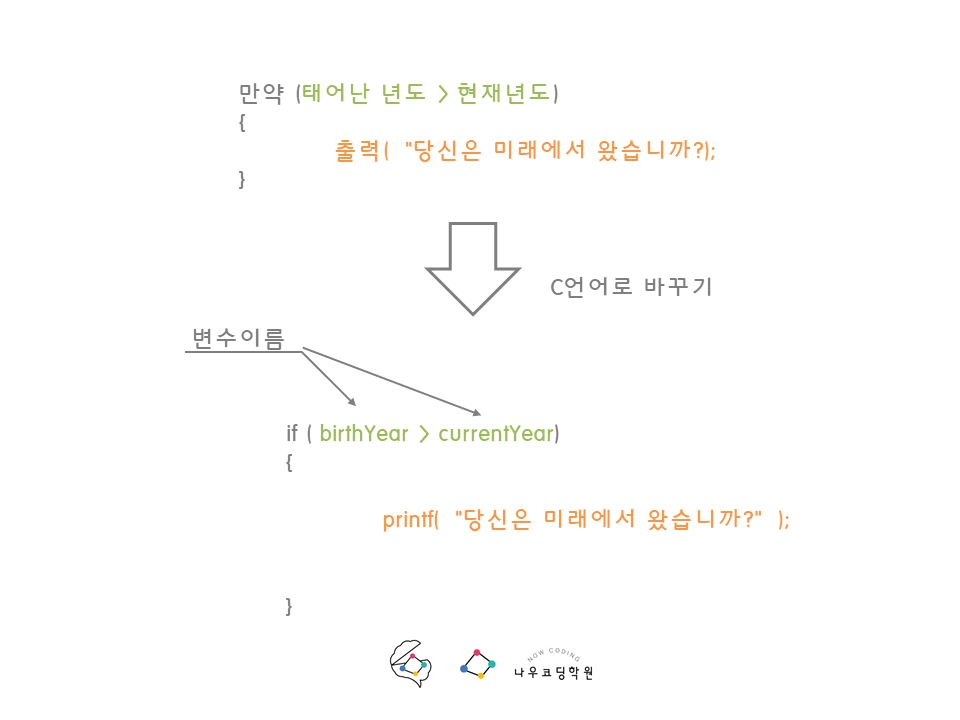 만약 (태어난 년도 > 현재년도)
{
출력( "당신은 미래에서 왔습니까?);
}
C언어로 바꾸기
변수이름
if ( birthYear > currentYear)
{
printf( "당신은 미래에서 왔습니까?" );
}
NOW CODING
나우코딩학원